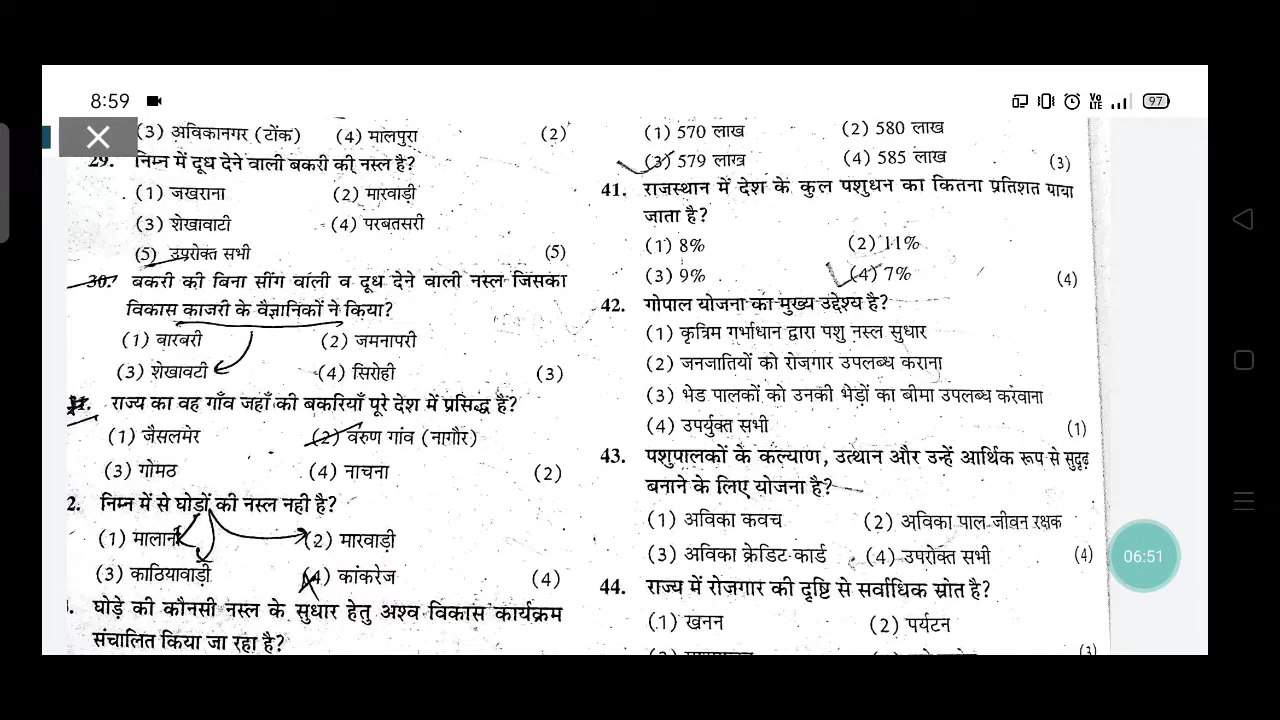 8:59
97
(3) अविकानगर (टोंक) (4) मालपुरा (2)
29. निम्न में दूध देने वाली बकरी की नस्ल है?
(1) जखराना (2) मारवाड़ी
(3) शेखावाटी (4) परबतसरी
(5) उपरोक्त सभी (5)
30. बकरी की बिना सींग वाली व दूध देने वाली नस्ल जिसका
विकास काजरी के वैज्ञानिकों ने किया?
(1) बारबरी (2) जमनापरी
(3) शेखावटी (4) सिरोही (3)
31. राज्य का वह गाँव जहाँ की बकरियाँ पूरे देश में प्रसिद्ध है?
(1) जैसलमेर (2) वरुण गांव (नागौर)
(3) गोमठ (4) नाचना (2)
2. निम्न में से घोड़ों की नस्ल नही है?
(1) मालानी (2) मारवाड़ी
(3) काठियावाड़ी (4) कांकरेज (4)
. घोड़े की कौनसी नस्ल के सुधार हेतु अश्व विकास कार्यक्रम
संचालित किया जा रहा है?
(1) 570 लाख (2) 580 लाख
(3) 579 लाख (4) 585 लाख (3)
41. राजस्थान में देश के कुल पशुधन का कितना प्रतिशत पाया
जाता है?
(1) 8% (2) 11%
(3) 9% (4) 7% (4)
42. गोपाल योजना का मुख्य उद्देश्य है?
(1) कृत्रिम गर्भाधान द्वारा पशु नस्ल सुधार
(2) जनजातियों को रोजगार उपलब्ध कराना
(3) भेड पालकों को उनकी भेड़ों का बीमा उपलब्ध करवाना
(4) उपर्युक्त सभी (1)
43. पशुपालकों के कल्याण, उत्थान और उन्हें आर्थिक रूप से सुदृढ़
बनाने के लिए योजना है?
(1) अविका कवच (2) अविका पाल जीवन रक्षक
(3) अविका क्रेडिट कार्ड (4) उपरोक्त सभी (4)
44. राज्य में रोजगार की दृष्टि से सर्वाधिक स्रोत है?
(1) खनन (2) पर्यटन
(3)
06:51